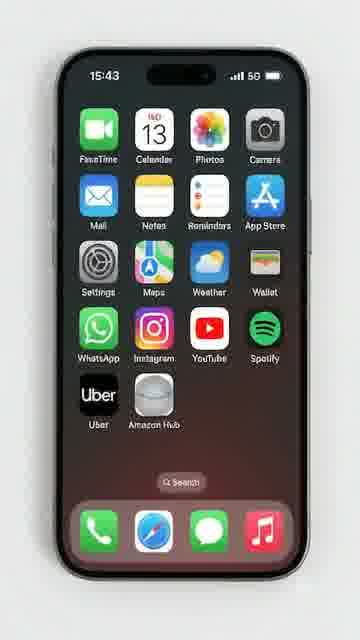 15:43
5G
13
FaceTime
Calendar
Photos
Camera
Mail
Notes
Reminders
App Store
Settings
Maps
Weather
Wallet
WhatsApp
Instagram
YouTube
Spotify
Uber
Uber
Amazon Hub
Search